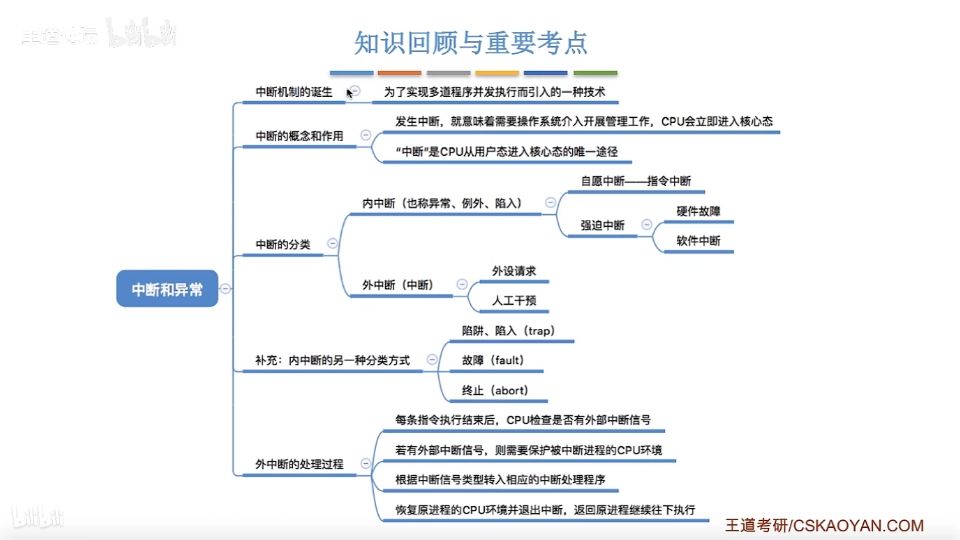 王道考研 bilibili
知识回顾与重要考点
中断和异常
中断机制的诞生
为了实现多道程序并发执行而引入的一种技术
中断的概念和作用
发生中断，就意味着需要操作系统介入开展管理工作，CPU会立即进入核心态
“中断”是CPU从用户态进入核心态的唯一途径
中断的分类
内中断（也称异常、例外、陷入）
自愿中断——指令中断
强迫中断
硬件故障
软件中断
外中断（中断）
外设请求
人工干预
补充：内中断的另一种分类方式
陷阱、陷入（trap）
故障（fault）
终止（abort）
外中断的处理过程
每条指令执行结束后，CPU检查是否有外部中断信号
若有外部中断信号，则需要保护被中断进程的CPU环境
根据中断信号类型转入相应的中断处理程序
恢复原进程的CPU环境并退出中断，返回原进程继续往下执行
bilibili
王道考研/CSKAOYAN.COM